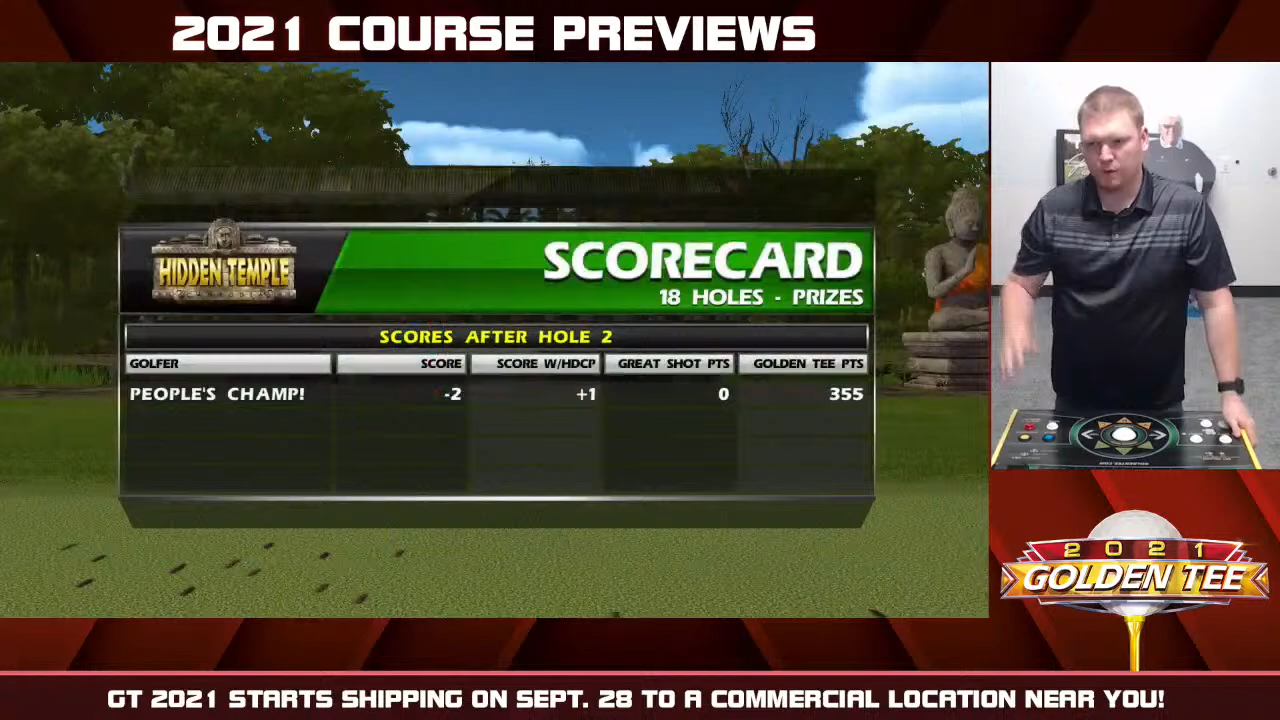 2021 COURSE PREVIEWS
HIDDEN TEMPLE
SCORECARD
18 HOLES - PRIZES
SCORES AFTER HOLE 2
GOLFER SCORE SCORE W/HDCP GREAT SHOT PTS GOLDEN TEE PTS
PEOPLE'S CHAMP! -2 +1 0 355
2021
GOLDEN TEE
GT 2021 STARTS SHIPPING ON SEPT. 28 TO A COMMERCIAL LOCATION NEAR YOU!